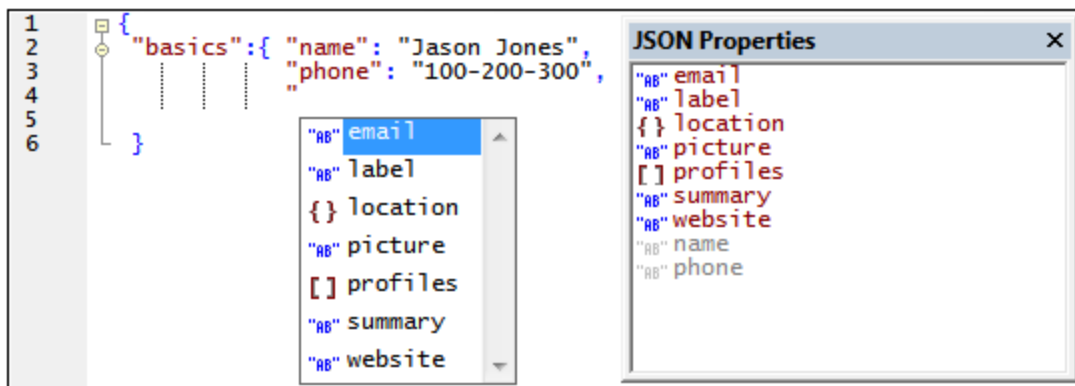 1 {
2 "basics":{ "name": "Jason Jones",
3 "phone": "100-200-300",
4 "
5
6 }
"AB" email
"AB" label
{} location
"AB" picture
[] profiles
"AB" summary
"AB" website
JSON Properties
"AB" email
"AB" label
{} location
"AB" picture
[] profiles
"AB" summary
"AB" website
"AB" name
"AB" phone